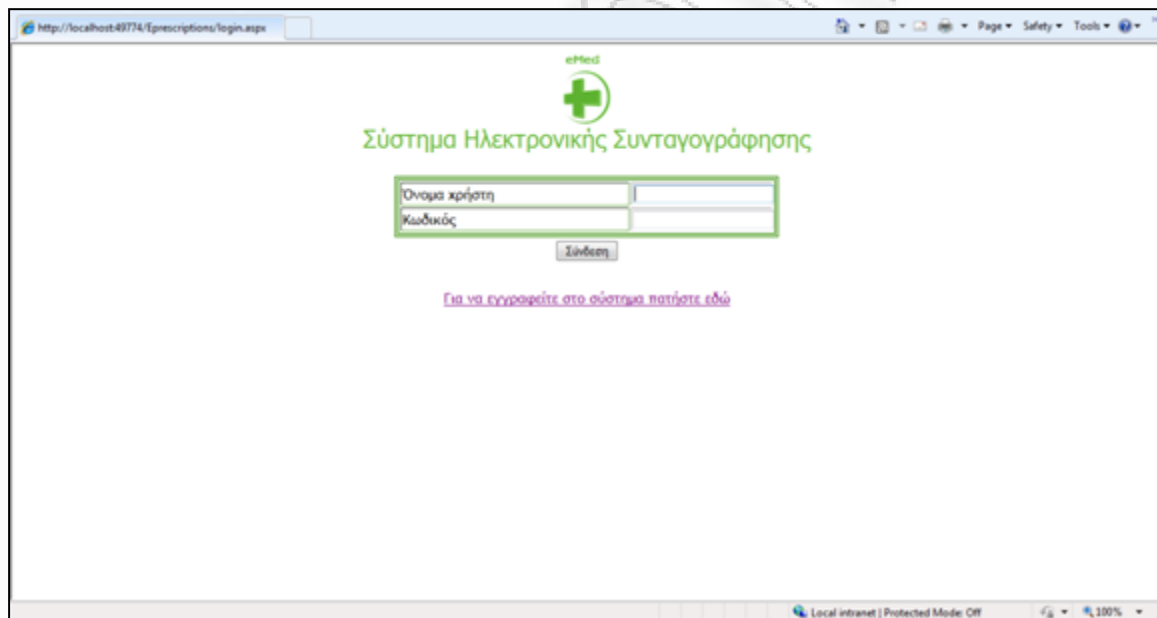 http://localhost:49774/Eprescriptions/login.aspx
Page Safety Tools
eMed
Σύστημα Ηλεκτρονικής Συνταγογράφησης
Όνομα χρήστη
Κωδικός
Σύνδεση
Για να εγγραφείτε στο σύστημα πατήστε εδώ
Local intranet | Protected Mode: Off 100%